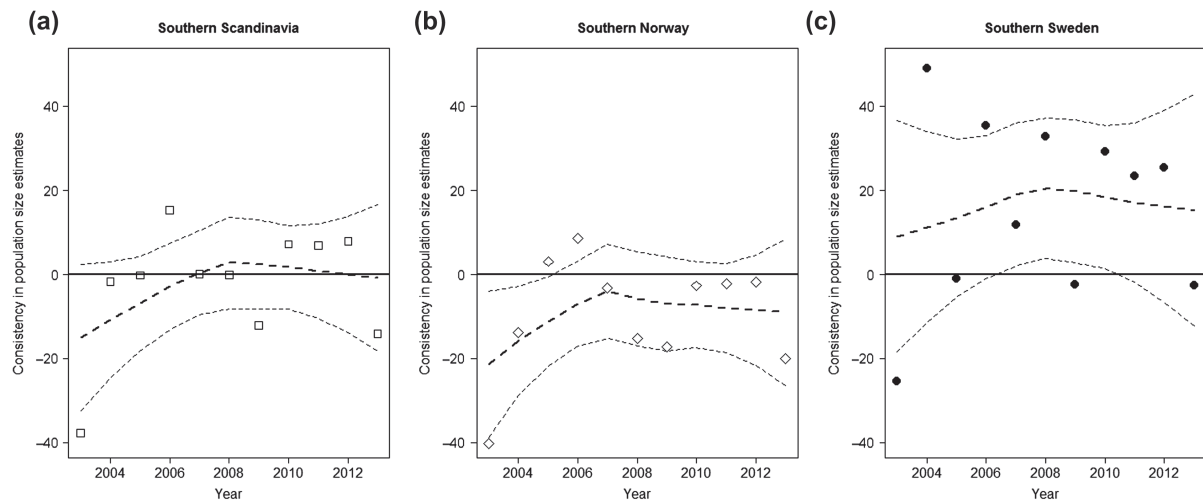 (a)
Southern Scandinavia
Consistency in population size estimates
40
20
0
–20
–40
2004 2006 2008 2010 2012
Year
(b)
Southern Norway
Consistency in population size estimates
40
20
0
–20
–40
2004 2006 2008 2010 2012
Year
(c)
Southern Sweden
Consistency in population size estimates
40
20
0
–20
–40
2004 2006 2008 2010 2012
Year